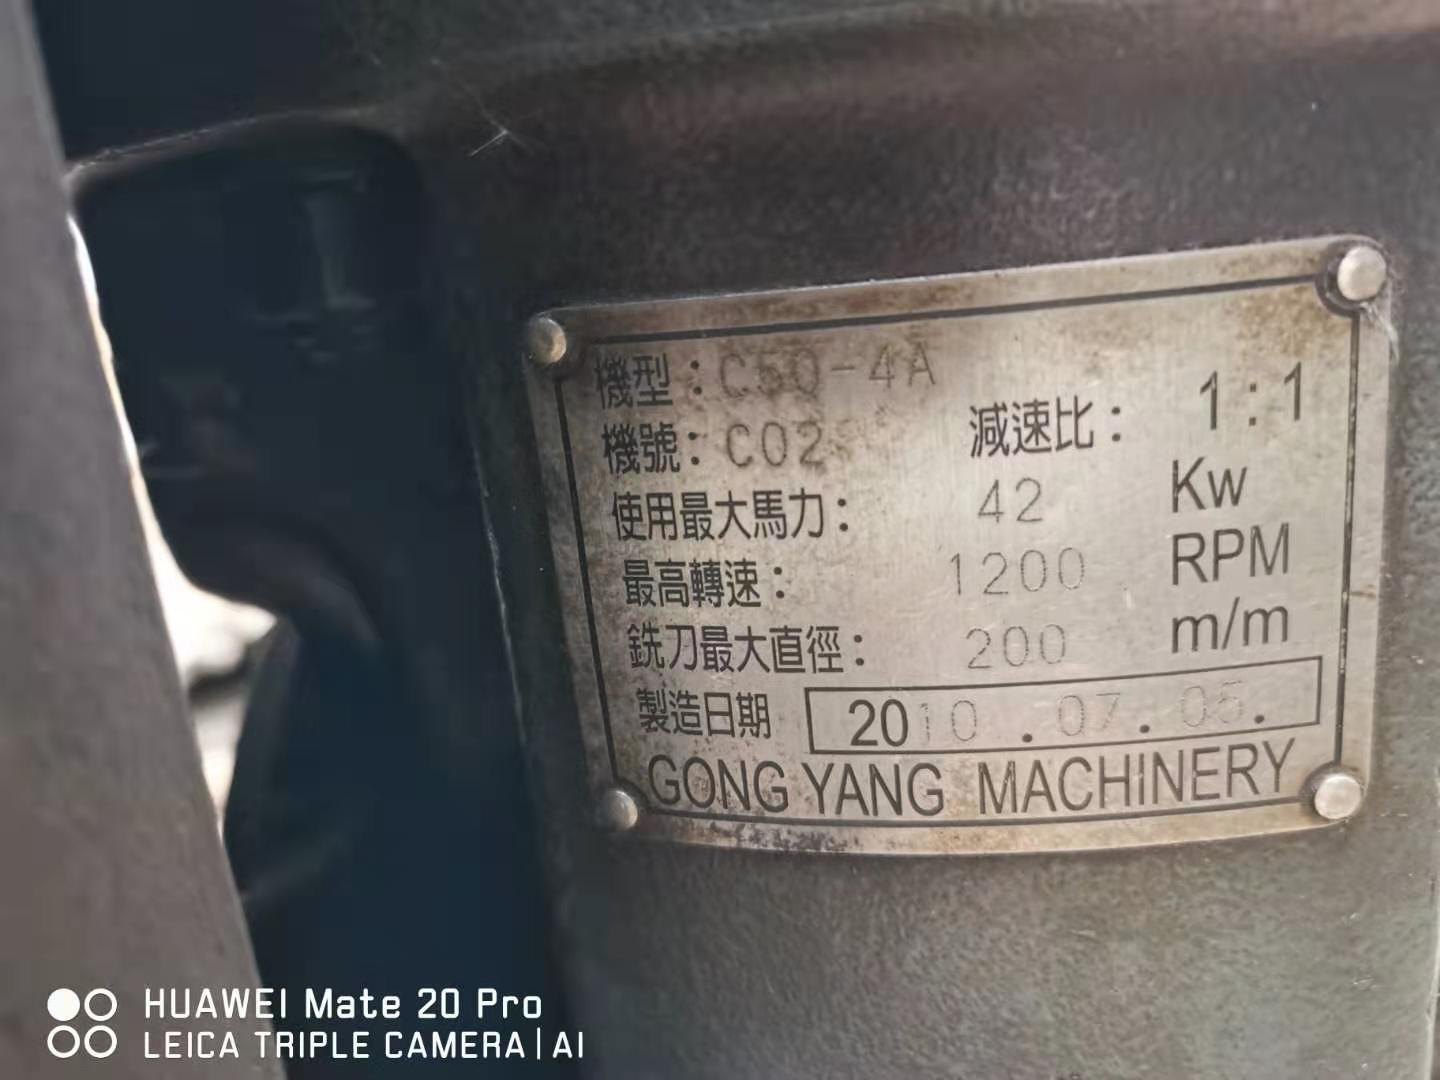 機型：C50-4A
機號：C02
減速比： 1:1
使用最大馬力： 42 Kw
最高轉速： 1200 RPM
銑刀最大直徑： 200 m/m
製造日期 2010.07.05.
GONG YANG MACHINERY
HUAWEI Mate 20 Pro
LEICA TRIPLE CAMERA|AI